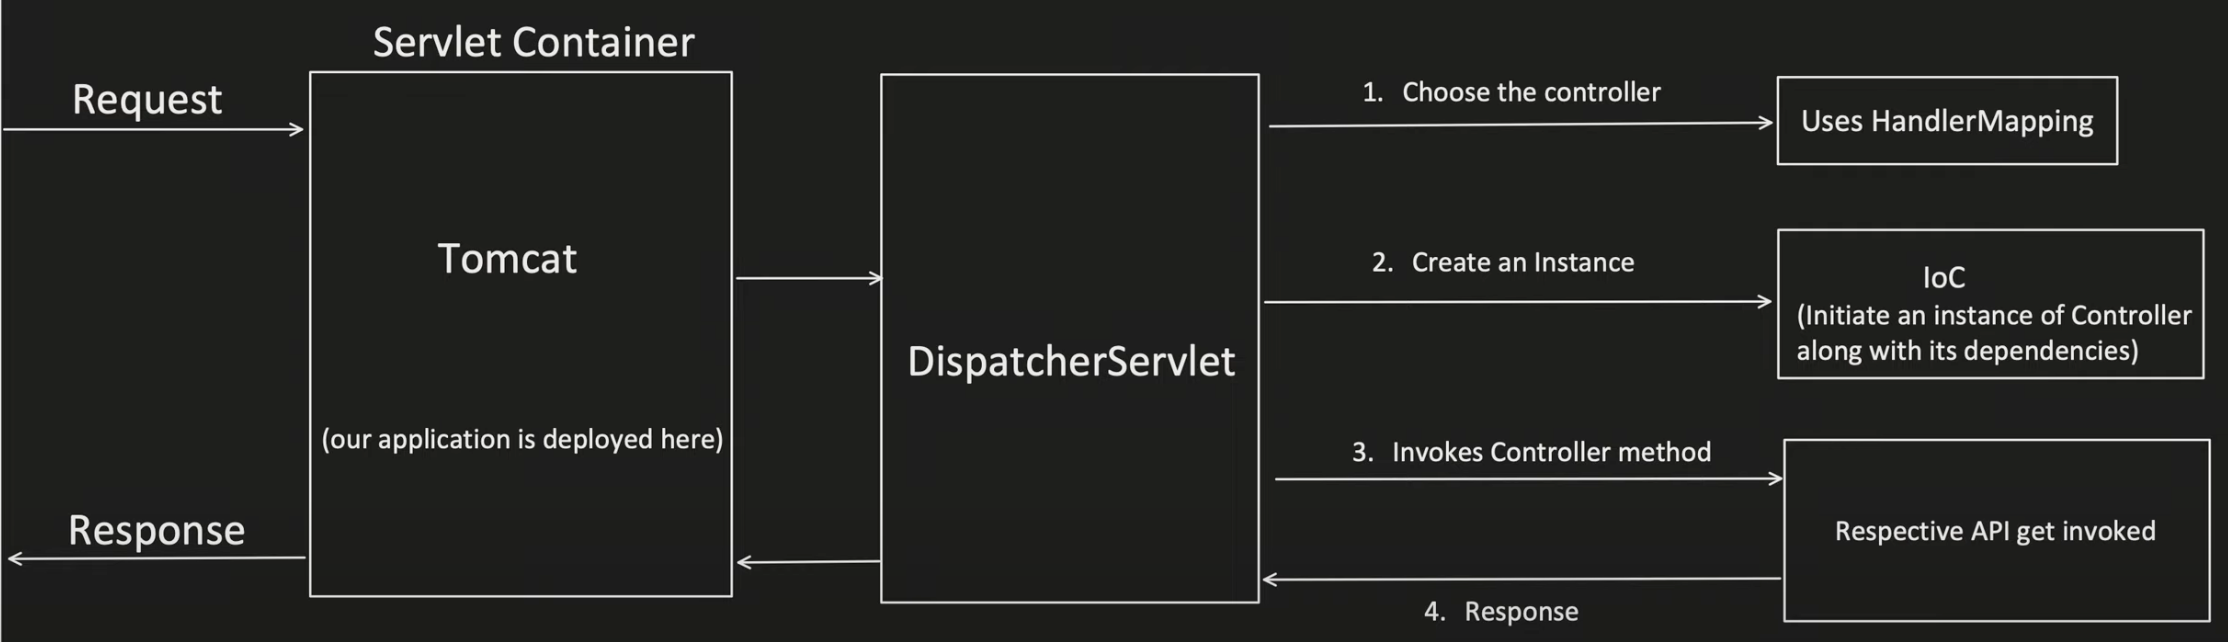 Servlet Container
Request
Tomcat
(our application is deployed here)
Response
DispatcherServlet
1. Choose the controller
Uses HandlerMapping
2. Create an Instance
IoC
(Initiate an instance of Controller
along with its dependencies)
3. Invokes Controller method
Respective API get invoked
4. Response